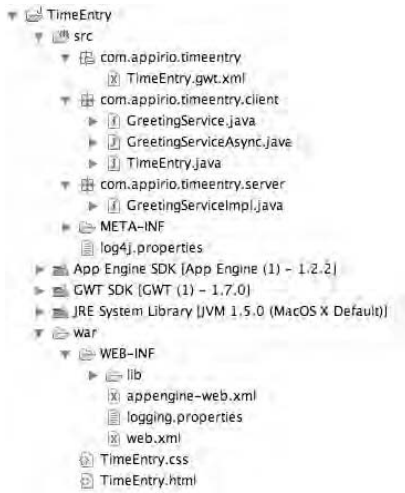 TimeEntry
src
com.appirio.timeentry
TimeEntry.gwt.xml
com.appirio.timeentry.client
GreetingService.java
GreetingServiceAsync.java
TimeEntry.java
com.appirio.timeentry.server
GreetingServiceImpl.java
META-INF
log4j.properties
App Engine SDK [App Engine (1) - 1.2.2]
GWT SDK [GWT (1) - 1.7.0]
JRE System Library [JVM 1.5.0 (MacOS X Default)]
war
WEB-INF
lib
appengine-web.xml
logging.properties
web.xml
TimeEntry.css
TimeEntry.html